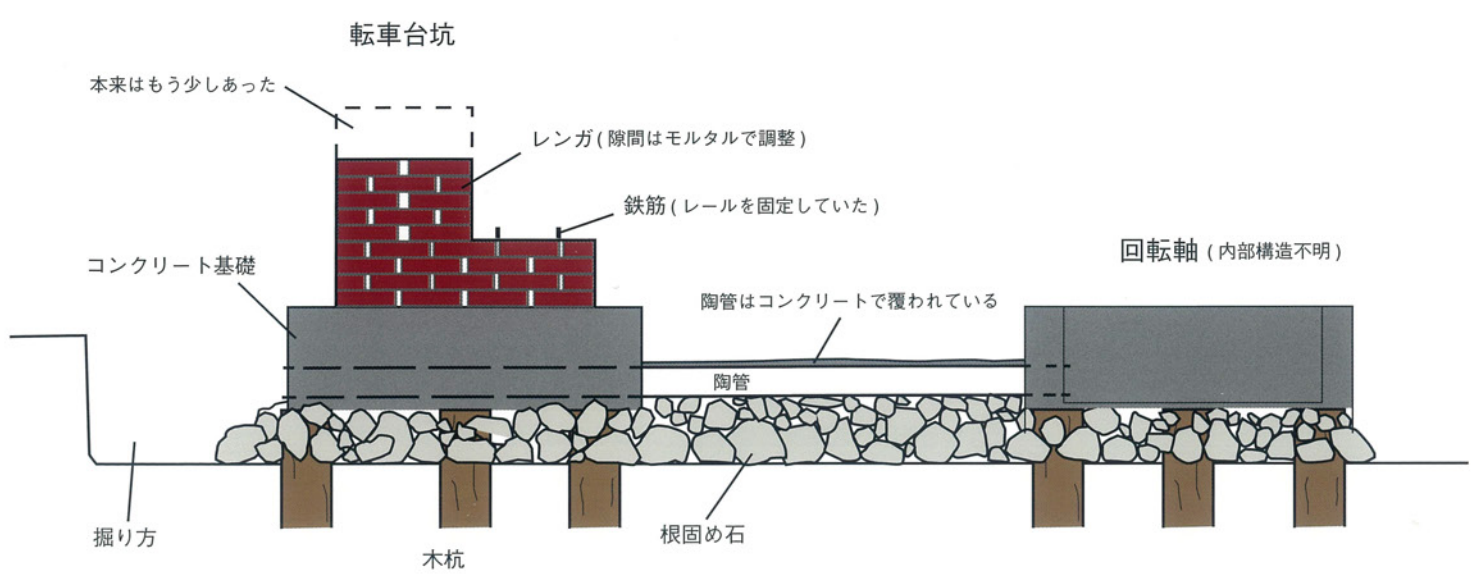 転車台坑
本来はもう少しあった
レンガ(隙間はモルタルで調整)
鉄筋(レールを固定していた)
コンクリート基礎
回転軸(内部構造不明)
陶管はコンクリートで覆われている
陶管
掘り方
木杭
根固め石